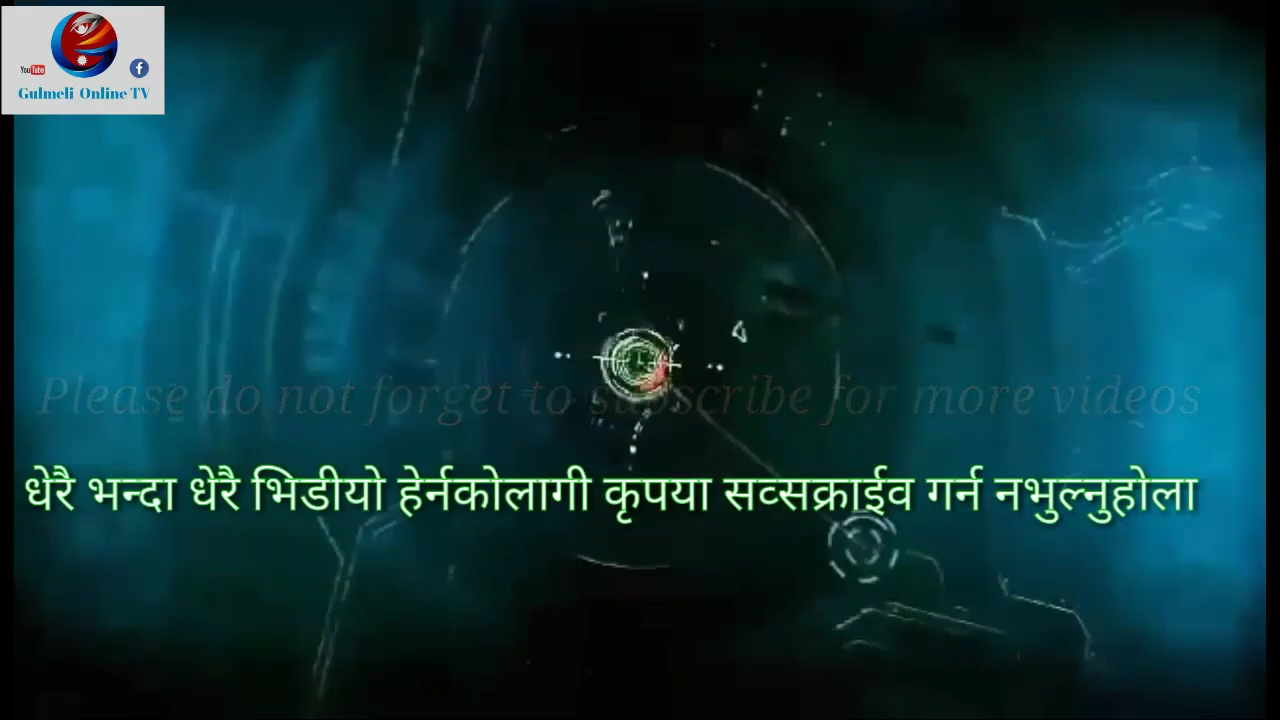 YouTube
Gulmeli Online TV
Please do not forget to subscribe for more videos
धेरै भन्दा धेरै भिडीयो हेर्नकोलागी कृपया सव्सक्राईव गर्न नभुल्नुहोला